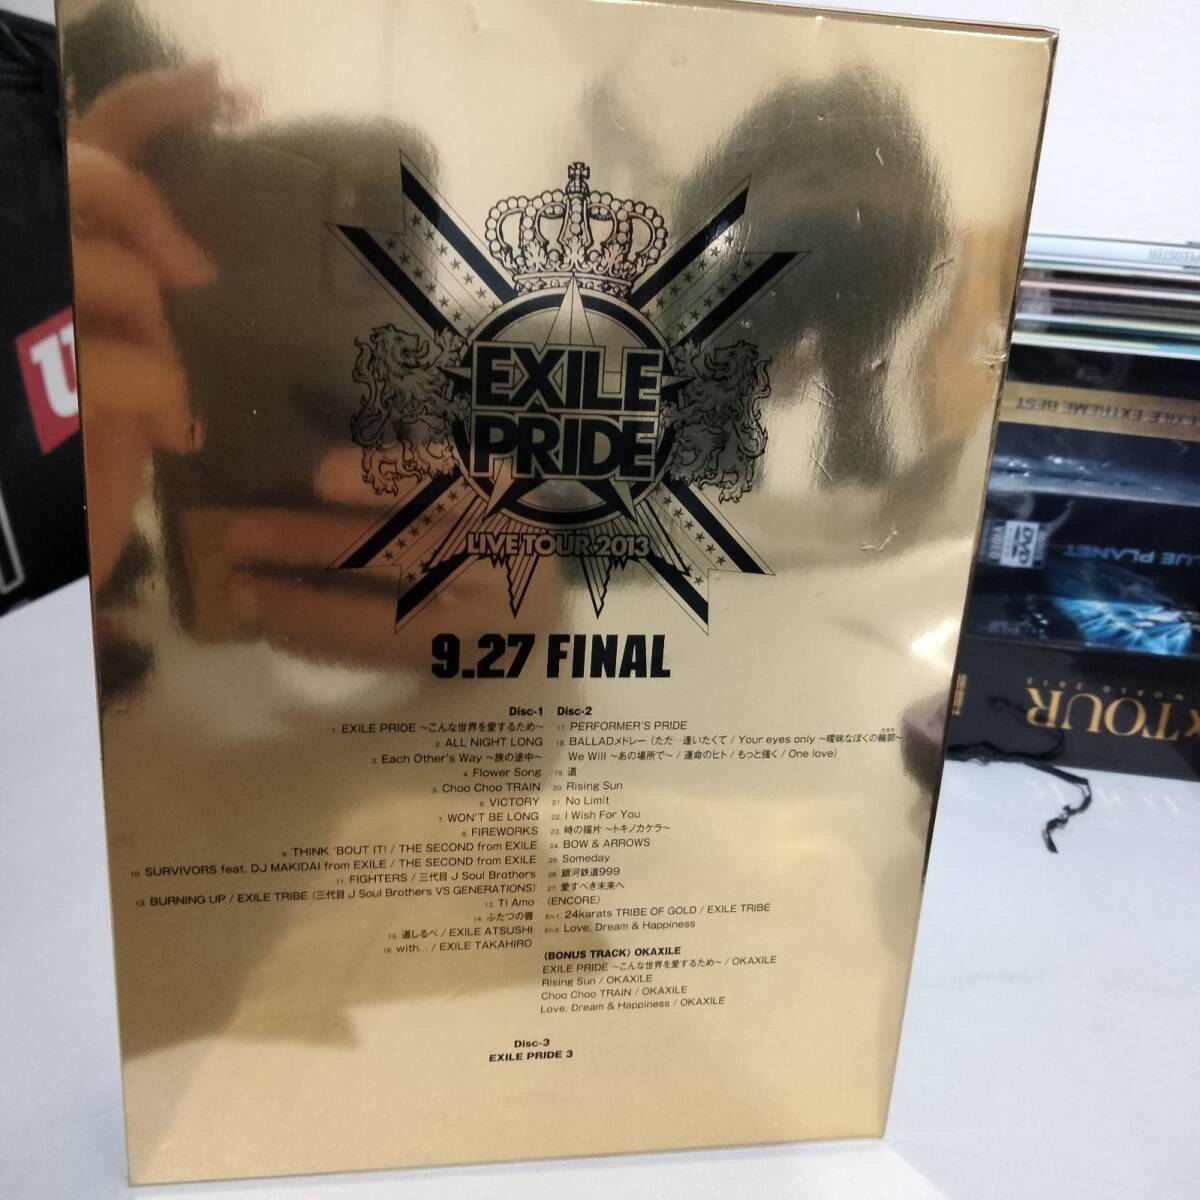 EXILE
PRIDE
LIVE TOUR 2013
9.27 FINAL
Disc-1
1. EXILE PRIDE 〜こんな世界を愛するため〜
2. ALL NIGHT LONG
3. Each Other's Way 〜旅の途中〜
4. Flower Song
5. Choo Choo TRAIN
6. VICTORY
7. WON'T BE LONG
8. FIREWORKS
9. THINK 'BOUT IT! / THE SECOND from EXILE
10. SURVIVORS feat. DJ MAKIDAI from EXILE / THE SECOND from EXILE
11. FIGHTERS / 三代目 J Soul Brothers
12. BURNING UP / EXILE TRIBE (三代目 J Soul Brothers VS GENERATIONS)
13. Ti Amo
14. ふたつの唇
15. 道しるべ / EXILE ATSUSHI
16. with... / EXILE TAKAHIRO
Disc-2
17. PERFORMER'S PRIDE
18. BALLADメドレー (ただ…逢いたくて / Your eyes only 〜曖昧なぼくの輪郭〜
We Will 〜あの場所で〜 / 運命のヒト / もっと強く / One love)
19. 道
20. Rising Sun
21. No Limit
22. I Wish For You
23. 時の描片 〜トキノカケラ〜
24. BOW & ARROWS
25. Someday
26. 銀河鉄道999
27. 愛すべき未来へ
(ENCORE)
En-1. 24karats TRIBE OF GOLD / EXILE TRIBE
En-2. Love, Dream & Happiness
(BONUS TRACK) OKAXILE
EXILE PRIDE 〜こんな世界を愛するため〜 / OKAXILE
Rising Sun / OKAXILE
Choo Choo TRAIN / OKAXILE
Love, Dream & Happiness / OKAXILE
Disc-3
EXILE PRIDE 3
EXILE EXTREME BEST
DVD
VIDEO
UE PLANET
TOUR